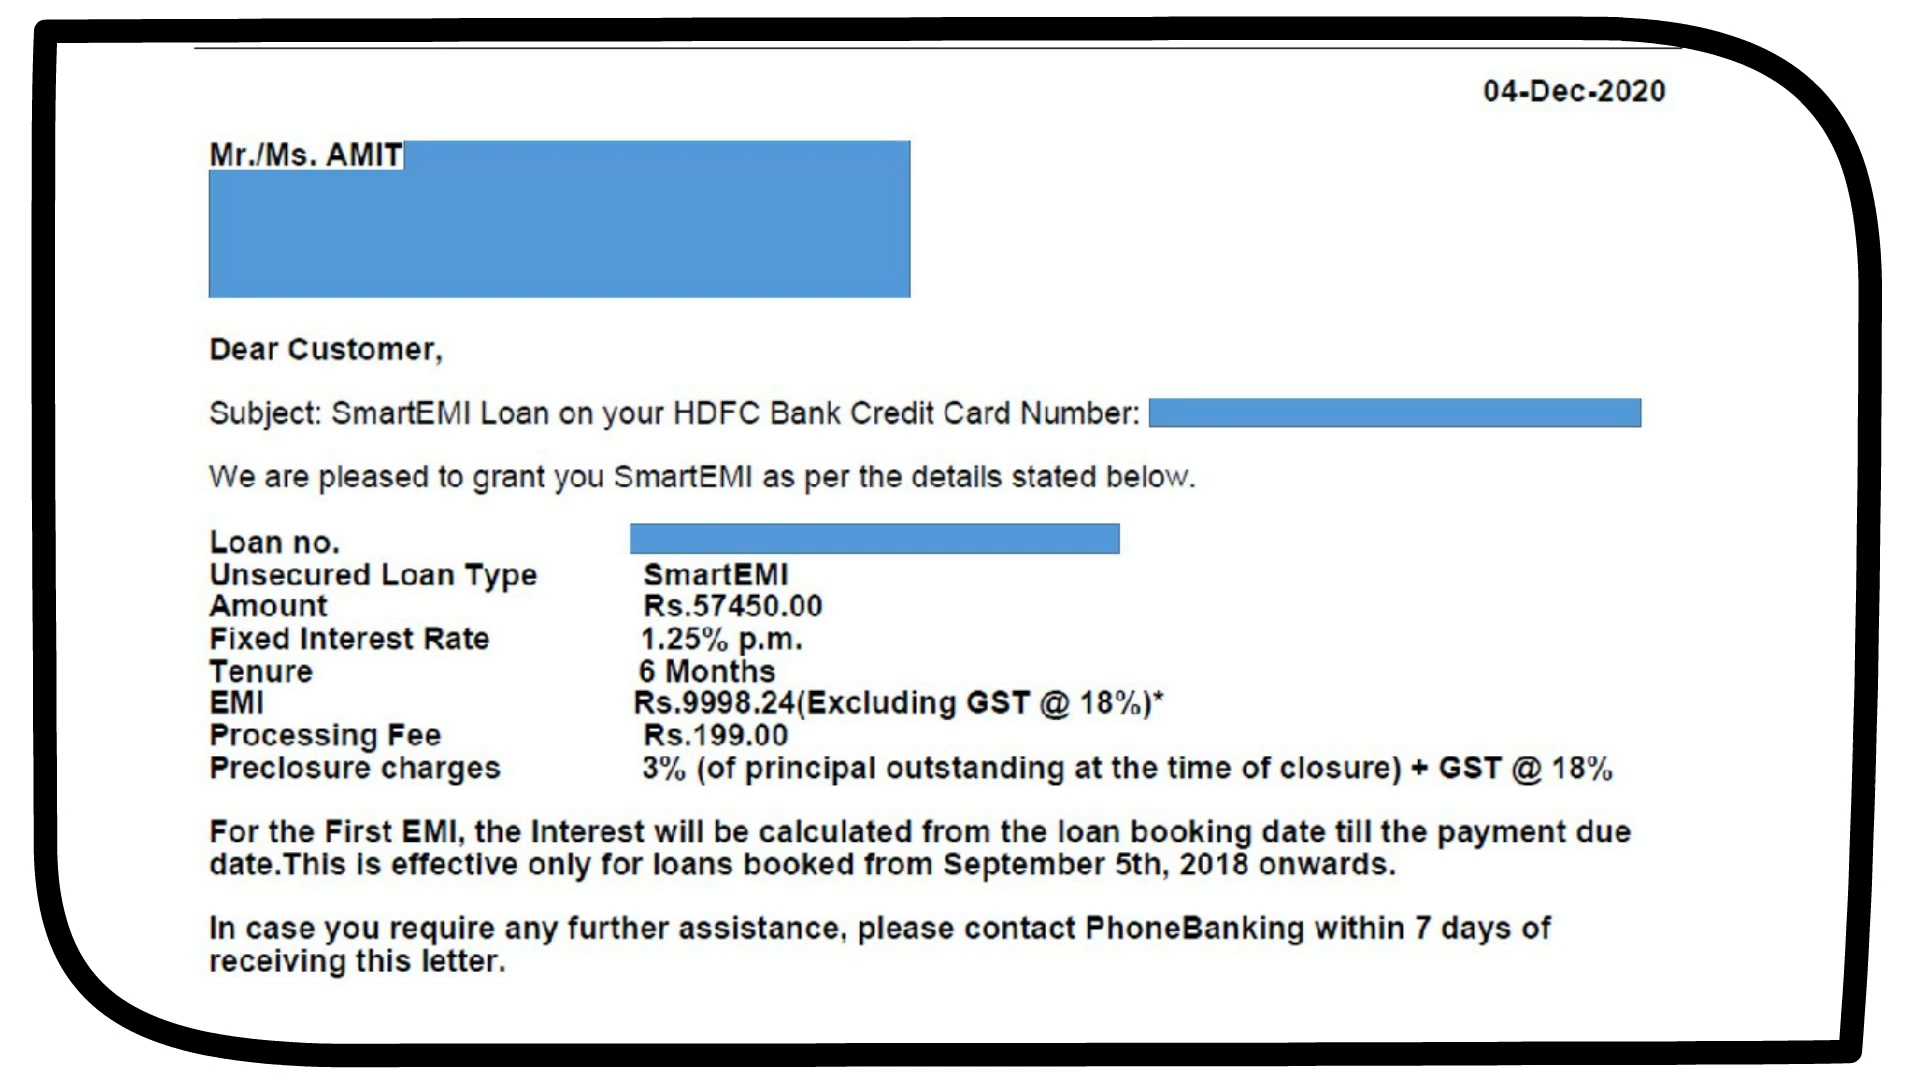 04-Dec-2020
Mr./Ms. AMIT
Dear Customer,
Subject: SmartEMI Loan on your HDFC Bank Credit Card Number:
We are pleased to grant you SmartEMI as per the details stated below.
Loan no.
Unsecured Loan Type SmartEMI
Amount Rs.57450.00
Fixed Interest Rate 1.25% p.m.
Tenure 6 Months
EMI Rs.9998.24(Excluding GST @ 18%)*
Processing Fee Rs.199.00
Preclosure charges 3% (of principal outstanding at the time of closure) + GST @ 18%
For the First EMI, the Interest will be calculated from the loan booking date till the payment due
date.This is effective only for loans booked from September 5th, 2018 onwards.
In case you require any further assistance, please contact PhoneBanking within 7 days of
receiving this letter.